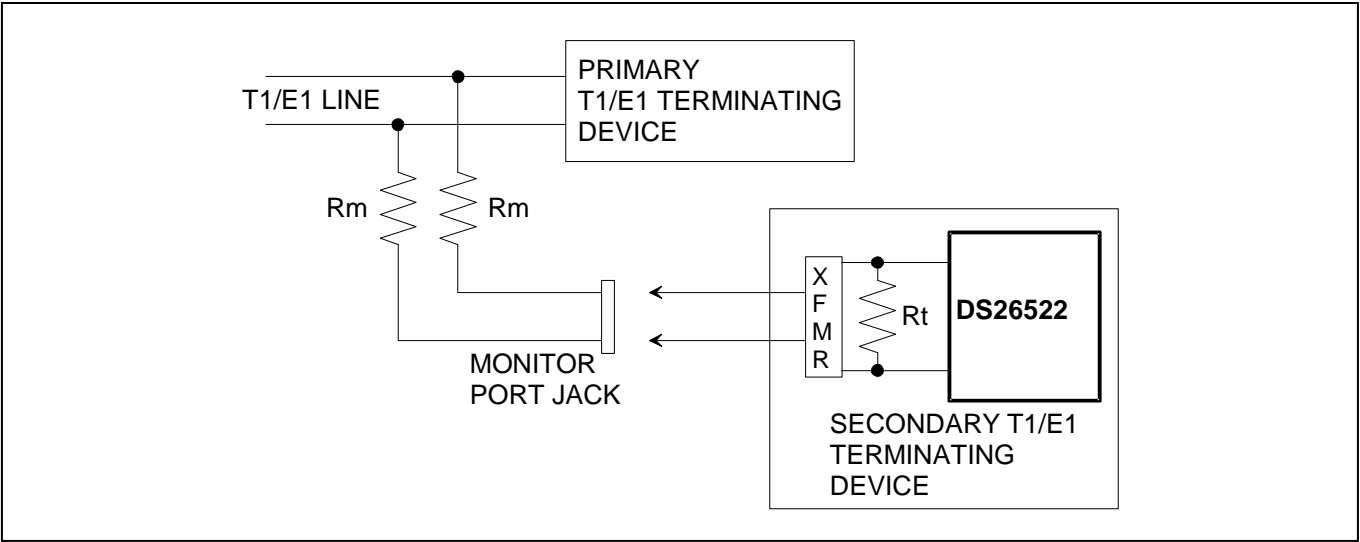 PRIMARY
T1/E1 TERMINATING
DEVICE
T1/E1 LINE
Rm
Rm
MONITOR
PORT JACK
X
F
M
R
Rt
DS26522
SECONDARY T1/E1
TERMINATING
DEVICE